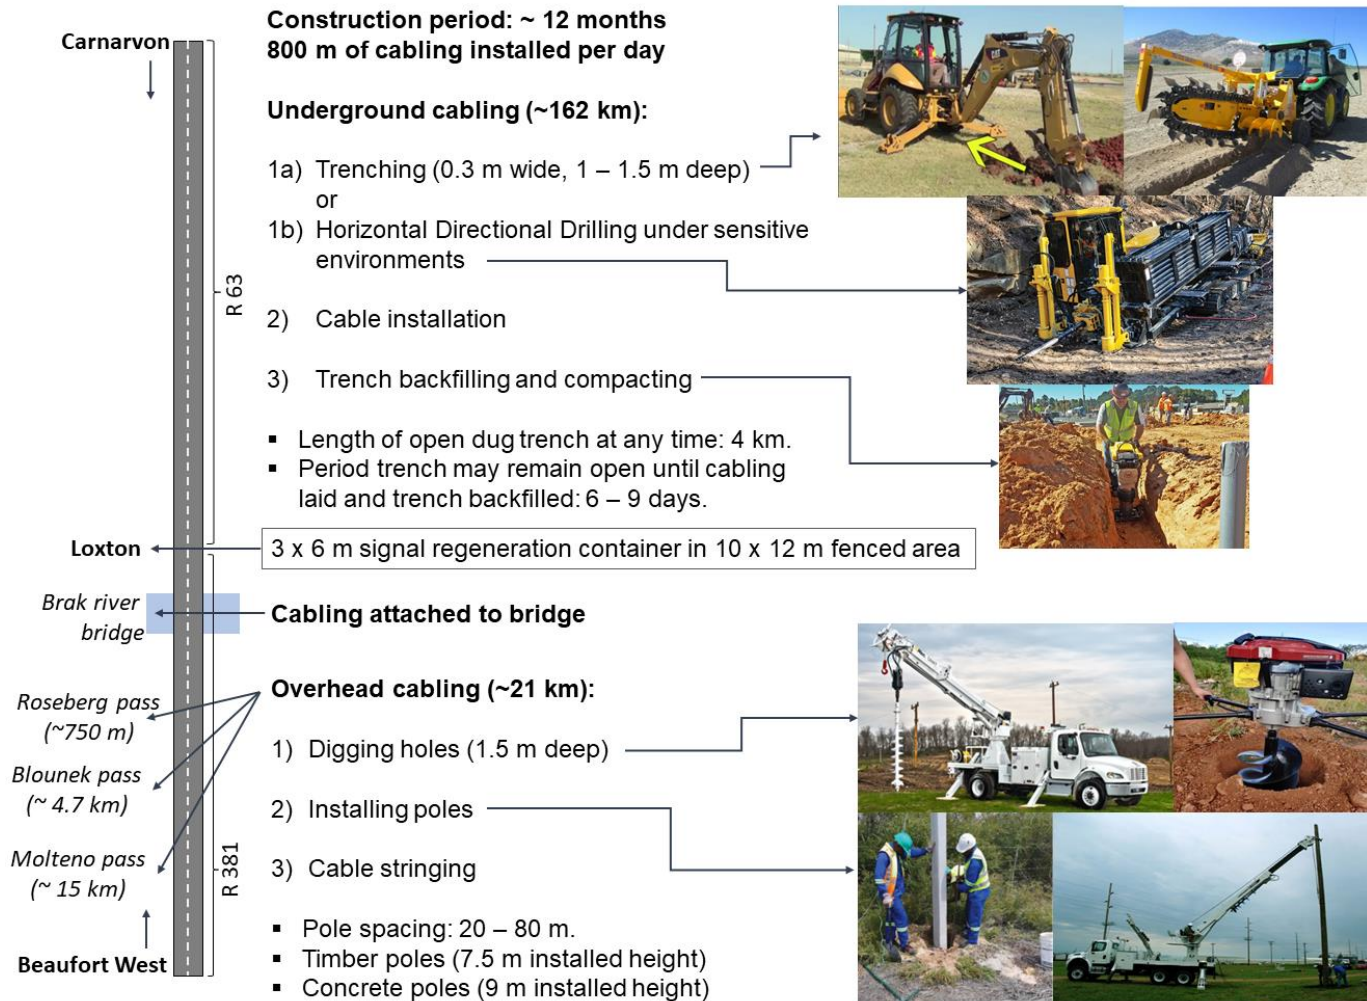 Carnarvon
R 63
Loxton
Brak river
bridge
Roseberg pass
(~750 m)
Blounek pass
(~ 4.7 km)
Molteno pass
(~ 15 km)
R 381
Beaufort West
Construction period: ~ 12 months
800 m of cabling installed per day
Underground cabling (~162 km):
1a) Trenching (0.3 m wide, 1 – 1.5 m deep)
or
1b) Horizontal Directional Drilling under sensitive
environments
2) Cable installation
3) Trench backfilling and compacting
▪ Length of open dug trench at any time: 4 km.
▪ Period trench may remain open until cabling
laid and trench backfilled: 6 – 9 days.
3 x 6 m signal regeneration container in 10 x 12 m fenced area
Cabling attached to bridge
Overhead cabling (~21 km):
1) Digging holes (1.5 m deep)
2) Installing poles
3) Cable stringing
▪ Pole spacing: 20 – 80 m.
▪ Timber poles (7.5 m installed height)
▪ Concrete poles (9 m installed height)
CAT